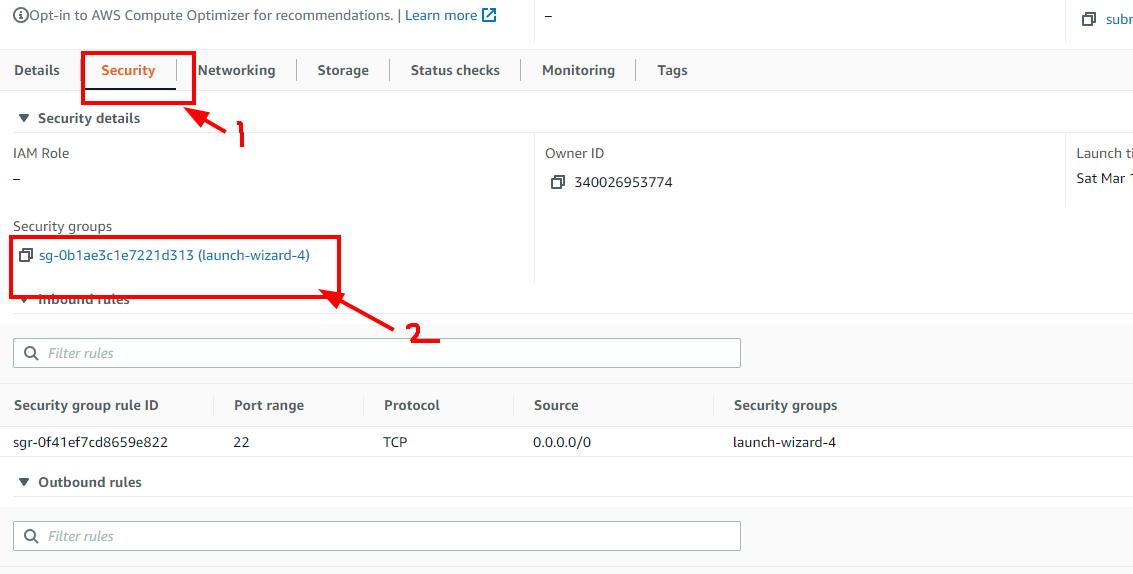 Opt-in to AWS Compute Optimizer for recommendations. | Learn more
–
subr
Details
Security
Networking
Storage
Status checks
Monitoring
Tags
1
Security details
IAM Role
Owner ID
Launch ti
–
340026953774
Sat Mar 1
Security groups
sg-0b1ae3c1e7221d313 (launch-wizard-4)
Inbound rules
2
Filter rules
Security group rule ID
Port range
Protocol
Source
Security groups
sgr-0f41ef7cd8659e822
22
TCP
0.0.0.0/0
launch-wizard-4
Outbound rules
Filter rules